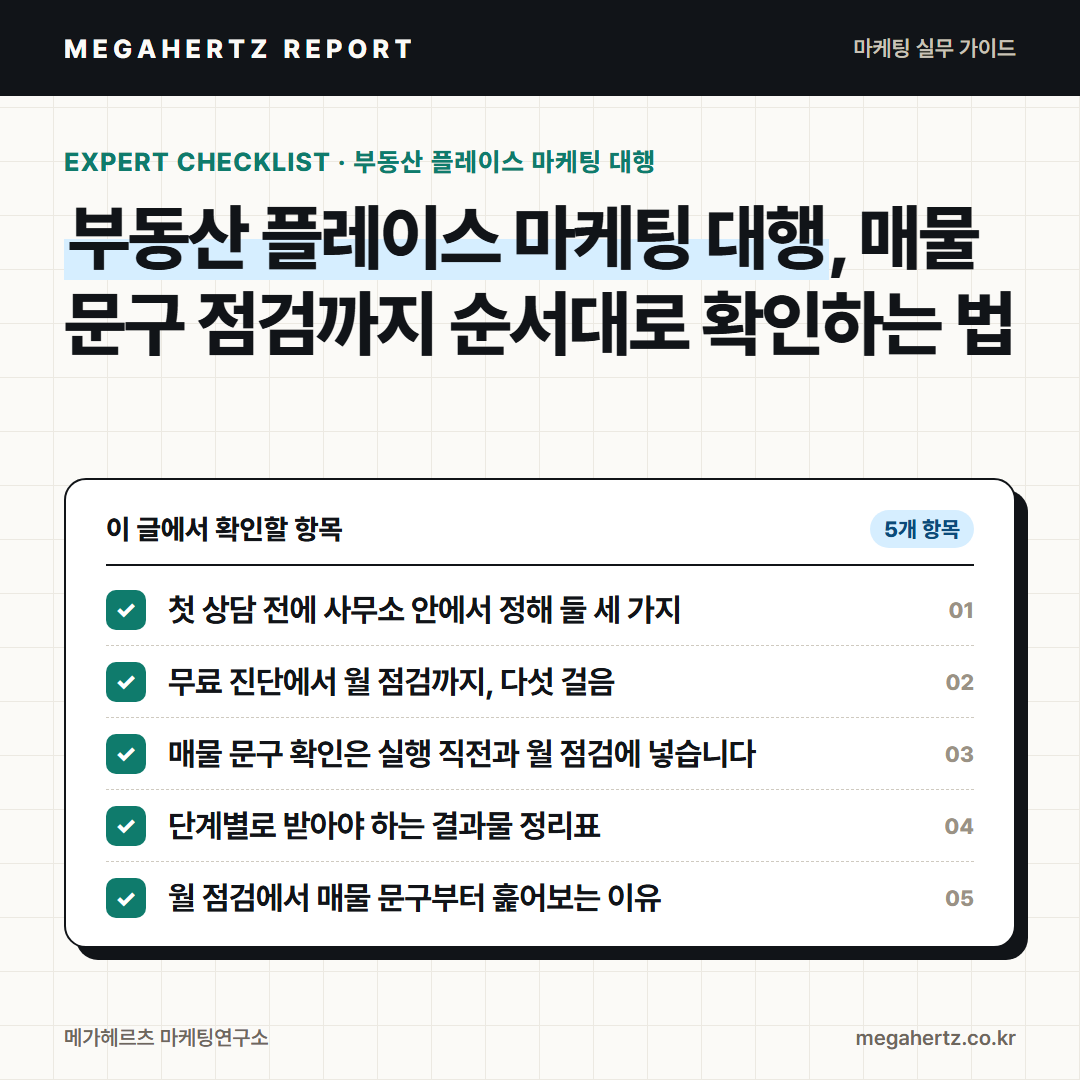 MEGAHERTZ REPORT
마케팅 실무 가이드
EXPERT CHECKLIST · 부동산 플레이스 마케팅 대행
부동산 플레이스 마케팅 대행, 매물
문구 점검까지 순서대로 확인하는 법
이 글에서 확인할 항목
5개 항목
첫 상담 전에 사무소 안에서 정해 둘 세 가지
01
무료 진단에서 월 점검까지, 다섯 걸음
02
매물 문구 확인은 실행 직전과 월 점검에 넣습니다
03
단계별로 받아야 하는 결과물 정리표
04
월 점검에서 매물 문구부터 훑어보는 이유
05
메가헤르츠 마케팅연구소
megahertz.co.kr